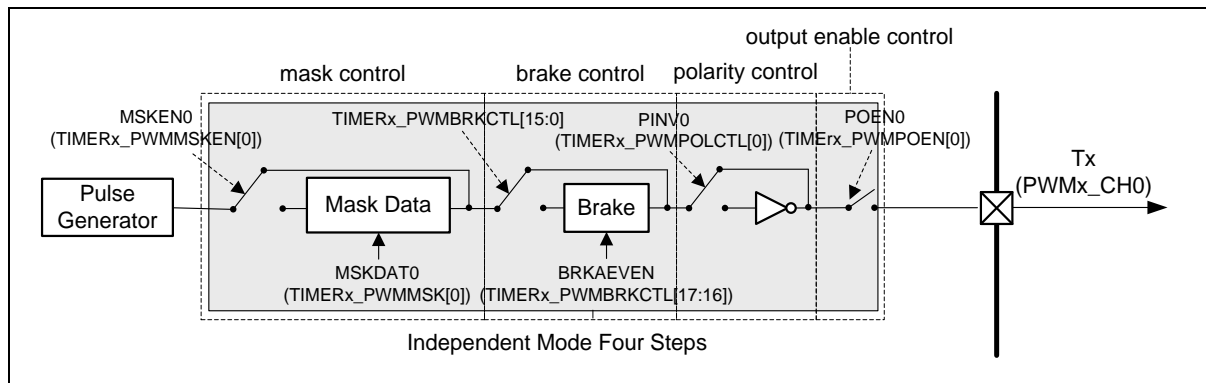 output enable control
mask control
brake control
polarity control
MSKEN0
(TIMERx_PWMMSKEN[0])
TIMERx_PWMBRKCTL[15:0]
PINV0
(TIMERx_PWMPOLCTL[0])
POEN0
(TIMErx_PWMPOEN[0])
Pulse
Generator
Mask Data
Brake
Tx
(PWMx_CH0)
MSKDAT0
(TIMERx_PWMMSK[0])
BRKAEVEN
(TIMERx_PWMBRKCTL[17:16])
Independent Mode Four Steps